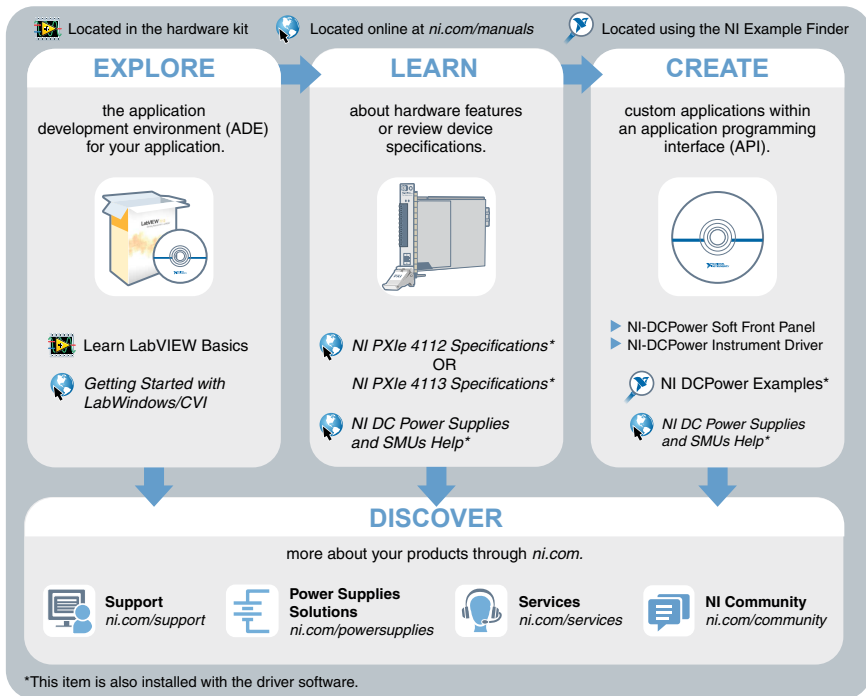 Located in the hardware kit
Located online at ni.com/manuals
Located using the NI Example Finder
EXPLORE
the application
development environment (ADE)
for your application.
LabVIEW
Learn LabVIEW Basics
Getting Started with
LabWindows/CVI
LEARN
about hardware features
or review device
specifications.
NI PXIe 4112 Specifications*
OR
NI PXIe 4113 Specifications*
NI DC Power Supplies
and SMUs Help*
CREATE
custom applications within
an application programming
interface (API).
NI-DCPower Soft Front Panel
NI-DCPower Instrument Driver
NI DCPower Examples*
NI DC Power Supplies
and SMUs Help*
DISCOVER
more about your products through ni.com.
Support
ni.com/support
Power Supplies
Solutions
ni.com/powersupplies
Services
ni.com/services
NI Community
ni.com/community
*This item is also installed with the driver software.